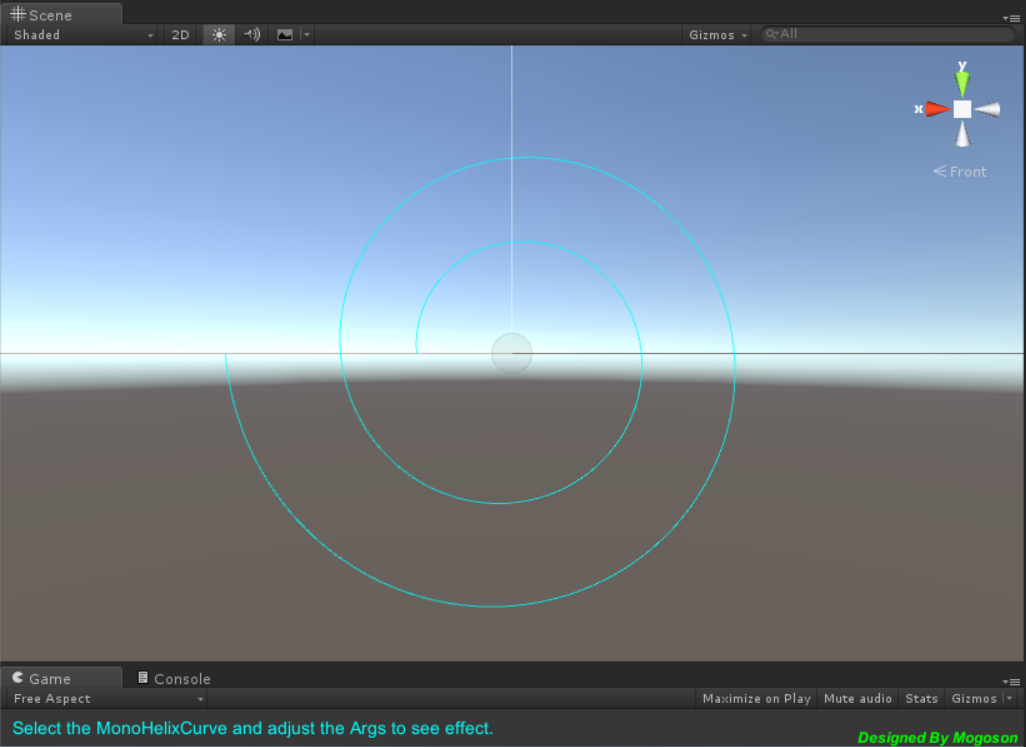 Scene
Shaded 2D Gizmos All
y
x
Front
Game Console
Free Aspect Maximize on Play Mute audio Stats Gizmos
Select the MonoHelixCurve and adjust the Args to see effect.
Designed By Mogoson